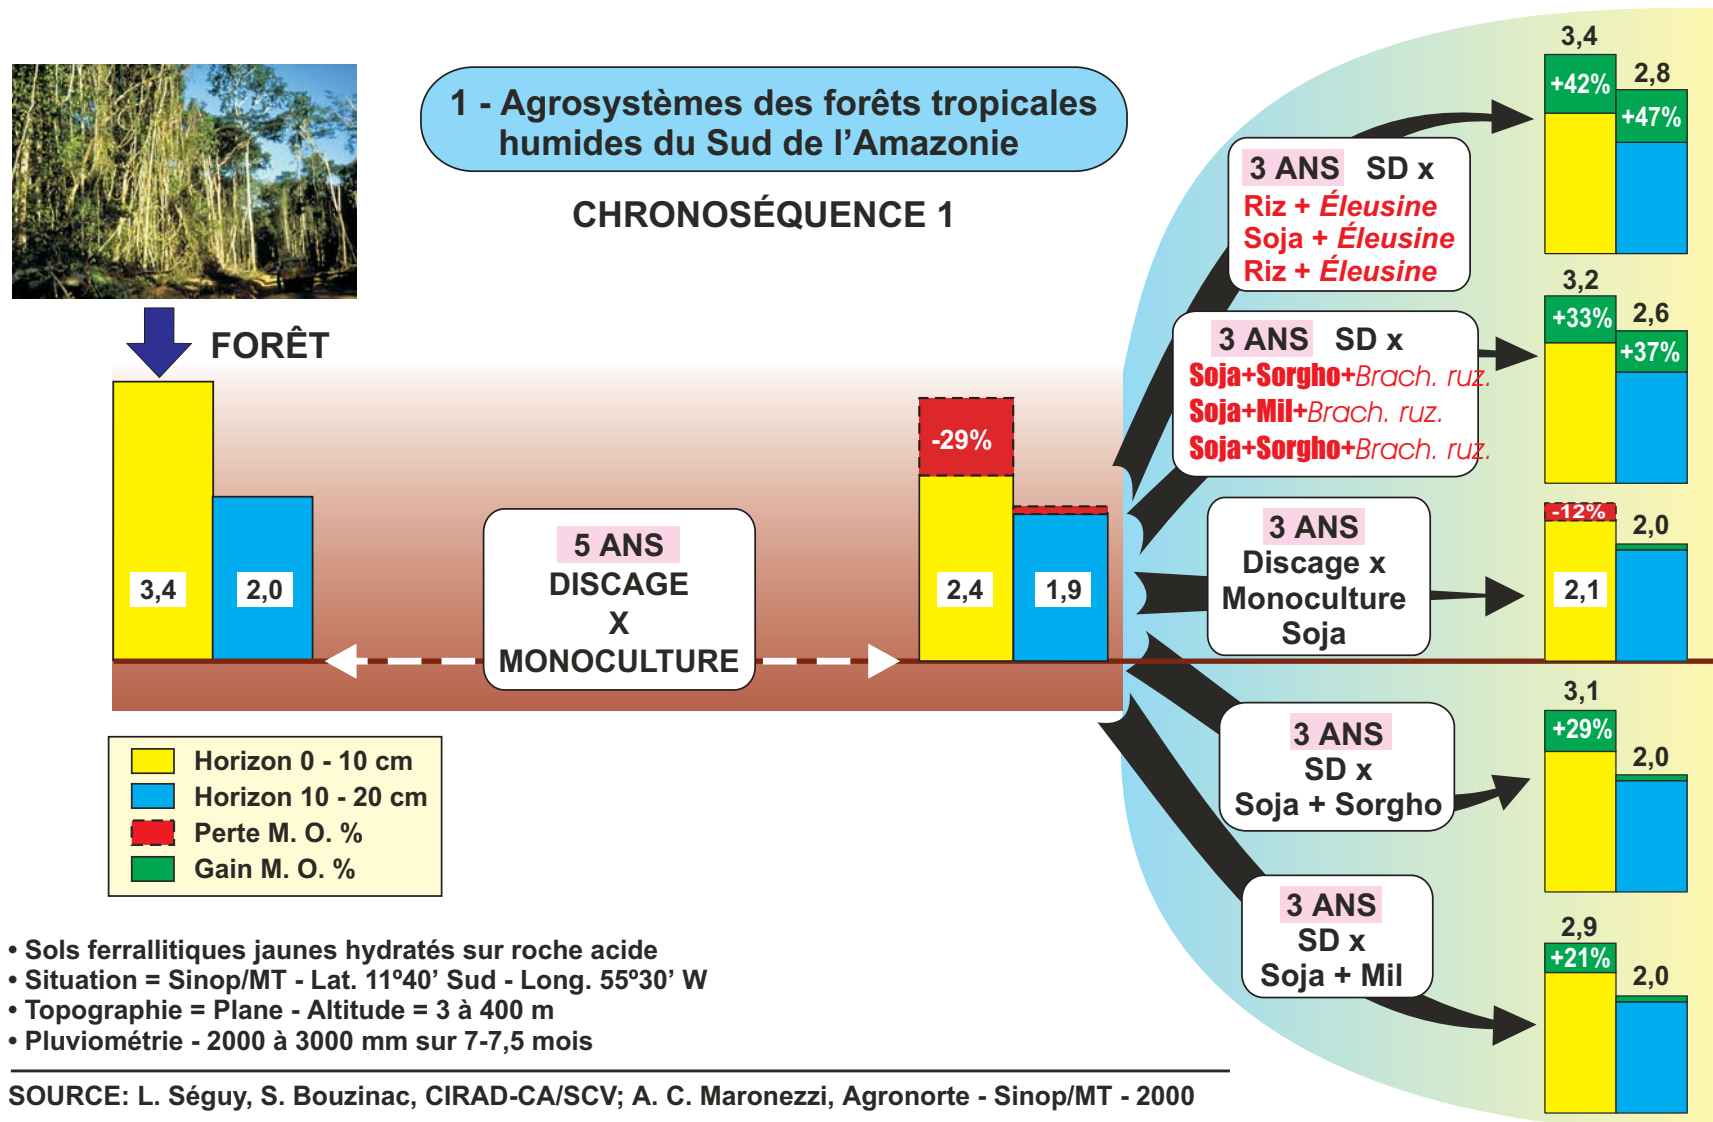 1 - Agrosystèmes des forêts tropicales
humides du Sud de l'Amazonie
CHRONOSÉQUENCE 1
FORÊT
3,4
2,0
5 ANS
DISCAGE
X
MONOCULTURE
-29%
2,4
1,9
3 ANS SD x
Riz + Éleusine
Soja + Éleusine
Riz + Éleusine
3,4
+42%
2,8
+47%
3 ANS SD x
Soja+Sorgho+Brach. ruz.
Soja+Mil+Brach. ruz.
Soja+Sorgho+Brach. ruz.
3,2
+33%
2,6
+37%
3 ANS
Discage x
Monoculture
Soja
-12%
2,1
2,0
3 ANS
SD x
Soja + Sorgho
3,1
+29%
2,0
3 ANS
SD x
Soja + Mil
2,9
+21%
2,0
Horizon 0 - 10 cm
Horizon 10 - 20 cm
Perte M. O. %
Gain M. O. %
• Sols ferrallitiques jaunes hydratés sur roche acide
• Situation = Sinop/MT - Lat. 11º40' Sud - Long. 55º30' W
• Topographie = Plane - Altitude = 3 à 400 m
• Pluviométrie - 2000 à 3000 mm sur 7-7,5 mois
SOURCE: L. Séguy, S. Bouzinac, CIRAD-CA/SCV; A. C. Maronezzi, Agronorte - Sinop/MT - 2000